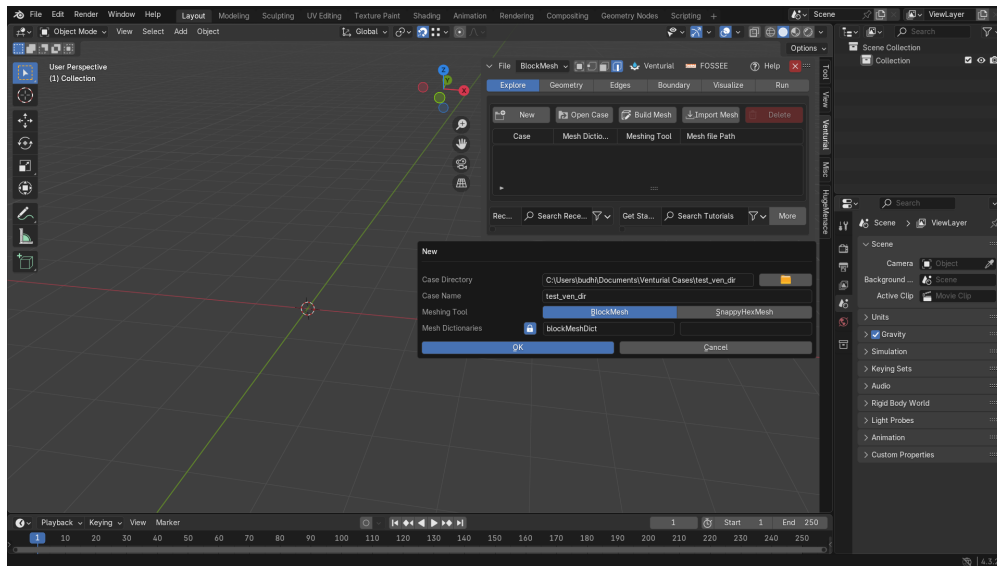 File Edit Render Window Help Layout Modeling Sculpting UV Editing Texture Paint Shading Animation Rendering Compositing Geometry Nodes Scripting + Scene ViewLayer
Object Mode View Select Add Object Global Search
Options
Scene Collection
Collection
User Perspective
(1) Collection
Z
Y
X
File BlockMesh Venturial FOSSEE Help
Explore Geometry Edges Boundary Visualize Run
New Open Case Build Mesh Import Mesh Delete
Case Mesh Dictio... Meshing Tool Mesh file Path
Rec... Search Rece... Get Sta... Search Tutorials More
Tool
View
Venturial
Misc
HugeMenace
New
Case Directory C:\Users\budhi\Documents\Venturial Cases\test_ven_dir
Case Name test_ven_dir
Meshing Tool BlockMesh SnappyHexMesh
Mesh Dictionaries blockMeshDict
OK Cancel
Search
Scene ViewLayer
Scene
Camera Object
Background ... Scene
Active Clip Movie Clip
Units
Gravity
Simulation
Keying Sets
Audio
Rigid Body World
Light Probes
Animation
Custom Properties
Playback Keying View Marker 1 Start 1 End 250
1 10 20 30 40 50 60 70 80 90 100 110 120 130 140 150 160 170 180 190 200 210 220 230 240 250